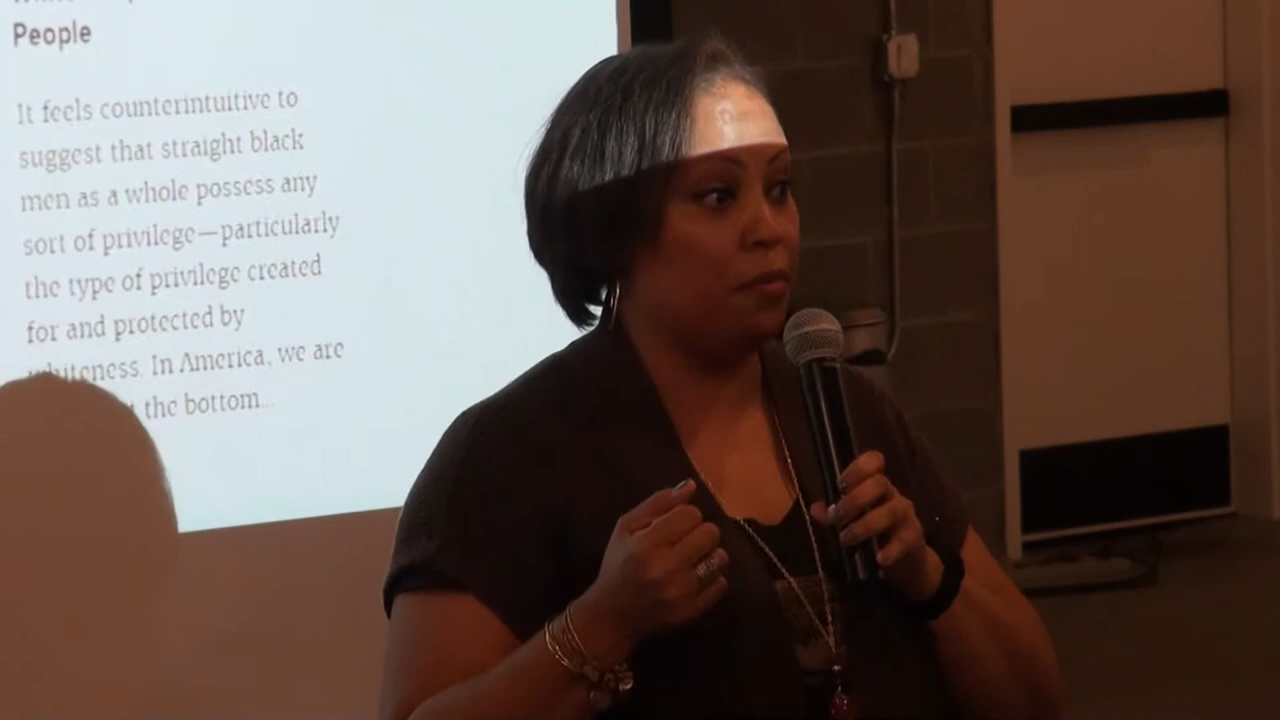 People
It feels counterintuitive to
suggest that straight black
men as a whole possess any
sort of privilege—particularly
the type of privilege created
for and protected by
whiteness. In America, we are
the bottom...